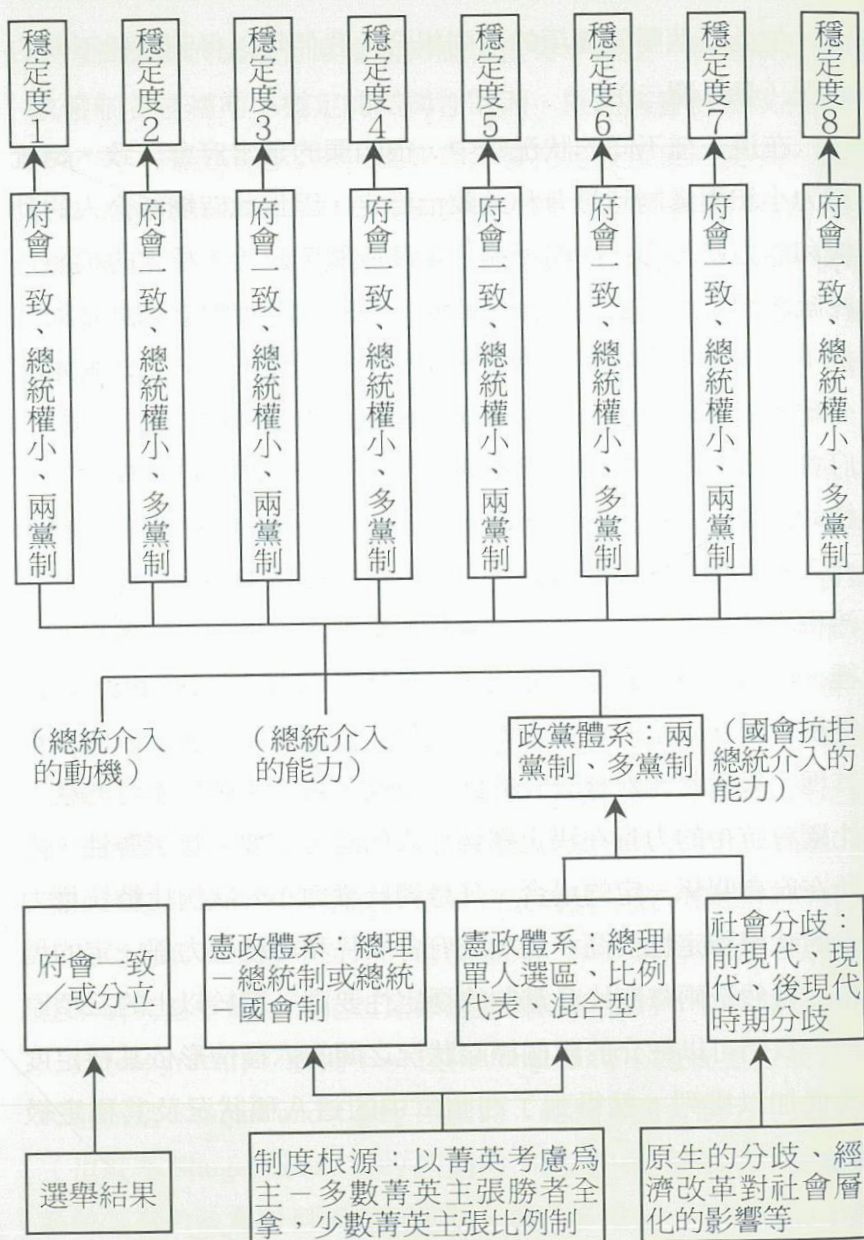 穩定度1
穩定度2
穩定度3
穩定度4
穩定度5
穩定度6
穩定度7
穩定度8
府會一致、總統權小、兩黨制
府會一致、總統權小、多黨制
府會一致、總統權小、兩黨制
府會一致、總統權小、多黨制
府會一致、總統權小、兩黨制
府會一致、總統權小、多黨制
府會一致、總統權小、兩黨制
府會一致、總統權小、多黨制
（總統介入
的動機）
（總統介入
的能力）
政黨體系：兩
黨制、多黨制
（國會抗拒
總統介入的
能力）
府會一致
／或分立
憲政體系：總理
－總統制或總統
國會制
憲政體系：總理
單人選區、比例
代表、混合型
社會分歧：
前現代、現
代、後現代
時期分歧
選舉結果
制度根源：以菁英考慮爲
主－多數菁英主張勝者全
拿，少數菁英主張比例制
原生的分歧、經
濟改革對社會層
化的影響等